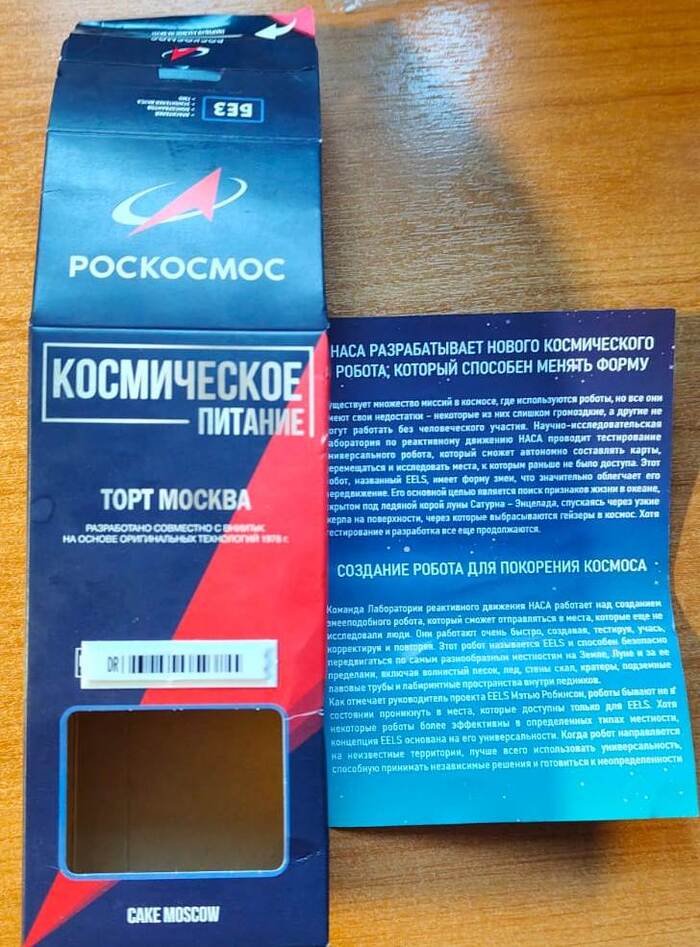 РОСКОСМОС
БЕЗ
РОСКОСМОС
КОСМИЧЕСКОЕ
ПИТАНИЕ
ТОРТ МОСКВА
РАЗРАБОТАНО СОВМЕСТНО С
НА ОСНОВЕ ОРИГИНАЛЬНЫХ ТЕХНОЛОГИЙ 1978 г.
DR
CAKE MOSCOW
НАСА РАЗРАБАТЫВАЕТ НОВОГО КОСМИЧЕСКОГО
РОБОТА, КОТОРЫЙ СПОСОБЕН МЕНЯТЬ ФОРМУ
уществует множество миссий в космосе, где используются роботы, но все они
меют свои недостатки – некоторые из них слишком громоздкие, а другие не
огут работать без человеческого участия. Научно-исследовательская
аборатория по реактивному движению НАСА проводит тестирование
ниверсального робота, который сможет автономно составлять карты,
еремещаться и исследовать места, к которым раньше не было доступа. Этот
обот, названный EELS, имеет форму змеи, что значительно облегчает его
ередвижение. Его основной целью является поиск признаков жизни в океане,
крытом под ледяной корой луны Сатурна – Энцелада, спускаясь через узкие
ерла на поверхности, через которые выбрасываются гейзеры в космос. Хотя
естирование и разработка все еще продолжаются.
СОЗДАНИЕ РОБОТА ДЛЯ ПОКОРЕНИЯ КОСМОСА
Команда Лаборатории реактивного движения НАСА работает над созданием
змееподобного робота, который сможет отправляться в места, которые еще не
исследовали люди. Они работают очень быстро, создавая, тестируя, учась,
корректируя и повторяя. Этот робот называется EELS и способен безопасно
передвигаться по самым разнообразным местностям на Земле, Луне и за ее
пределами, включая волнистый песок, лед, стены скал, кратеры, подземные
лавовые трубы и лабиринтные пространства внутри ледников.
Как отмечает руководитель проекта EELS Мэтью Робинсон, роботы бывают не в
состоянии проникнуть в места, которые доступны только для EELS. Хотя
некоторые роботы более эффективны в определенных типах местности,
концепция EELS основана на его универсальности. Когда робот направляется
на неизвестные территории, лучше всего использовать универсальность,
способную принимать независимые решения и готовиться к неопределенности